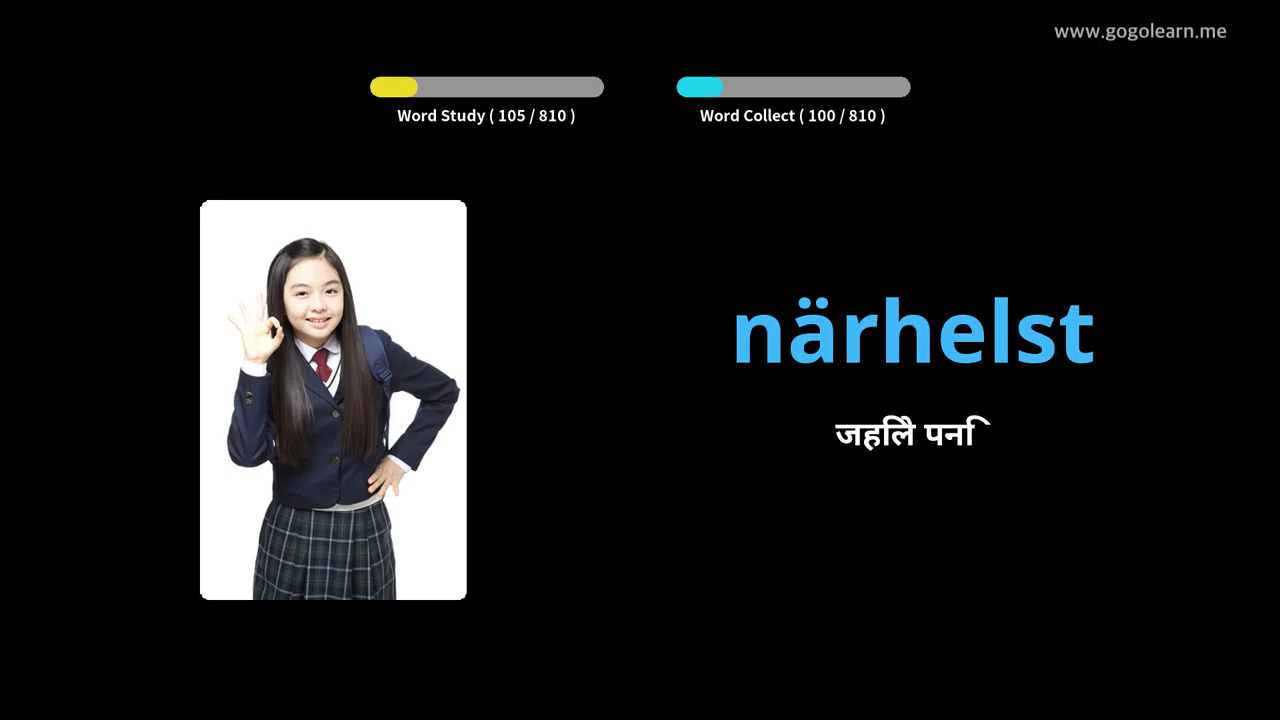 www.gogolearn.me
Word Study ( 105 / 810 )
Word Collect ( 100 / 810 )
närhelst
जहिले पनि